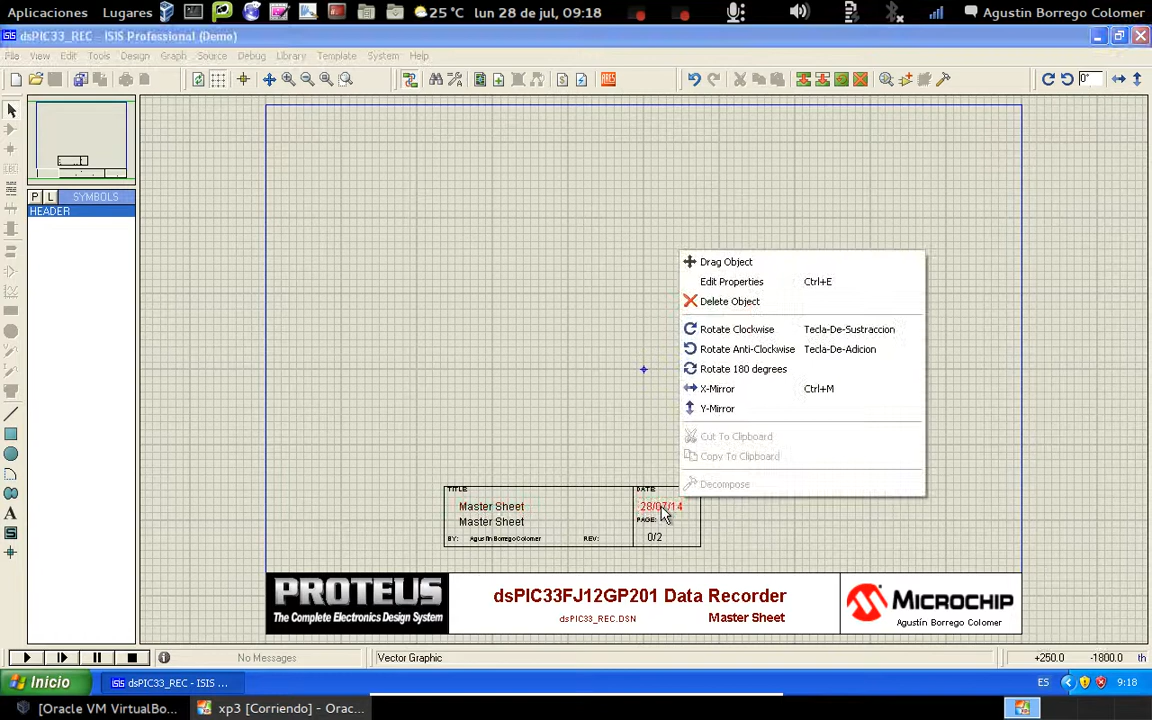 Aplicaciones Lugares 25 °C lun 28 de jul, 09:18 Agustin Borrego Colomer
dsPIC33_REC - ISIS Professional (Demo)
File View Edit Tools Design Graph Source Debug Library Template System Help
0°
P L SYMBOLS
HEADER
Drag Object
Edit Properties Ctrl+E
Delete Object
Rotate Clockwise Tecla-De-Sustraccion
Rotate Anti-Clockwise Tecla-De-Adicion
Rotate 180 degrees
X-Mirror Ctrl+M
Y-Mirror
Cut To Clipboard
Copy To Clipboard
Decompose
TITLE: DATE:
Master Sheet 28/07/14
Master Sheet PAGE:
BY: Agustín Borrego Colomer REV: 0/2
PROTEUS
The Complete Electronics Design System
dsPIC33FJ12GP201 Data Recorder
dsPIC33_REC.DSN Master Sheet
MICROCHIP
Agustín Borrego Colomer
No Messages Vector Graphic +250.0 -1800.0 th
Inicio dsPIC33_REC - ISIS ... ES 9:18
[Oracle VM VirtualBo... xp3 [Corriendo] - Orac...